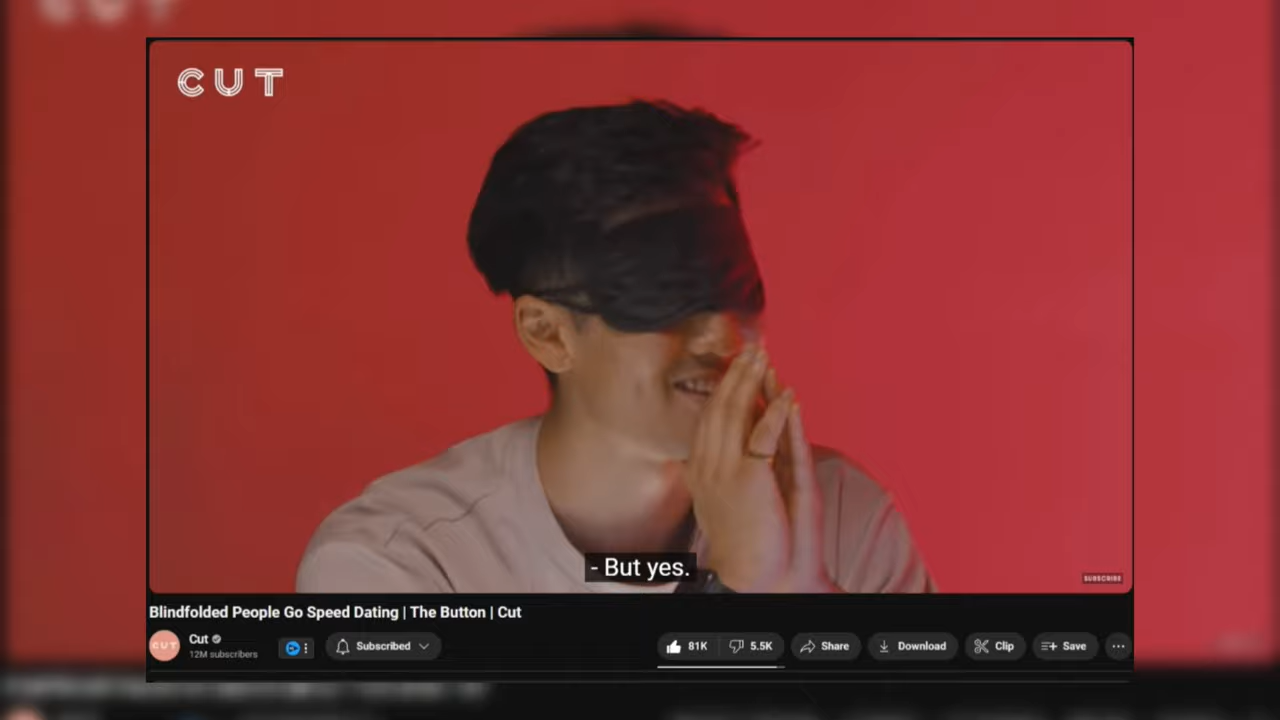 CUT
- But yes.
SUBSCRIBE
Blindfolded People Go Speed Dating | The Button | Cut
CUT
Cut
12M subscribers
Subscribed
81K
5.5K
Share
Download
Clip
Save